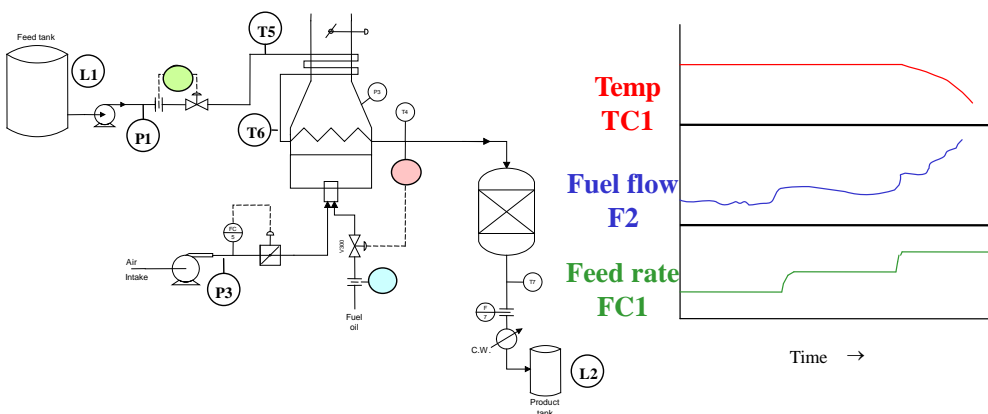 Feed tank
L1
P1
T5
T6
P3
T4
FC
5
Air
Intake
P3
V300
Fuel
oil
T7
F
7
C.W.
L2
Product
tank
Temp
TC1
Fuel flow
F2
Feed rate
FC1
Time →